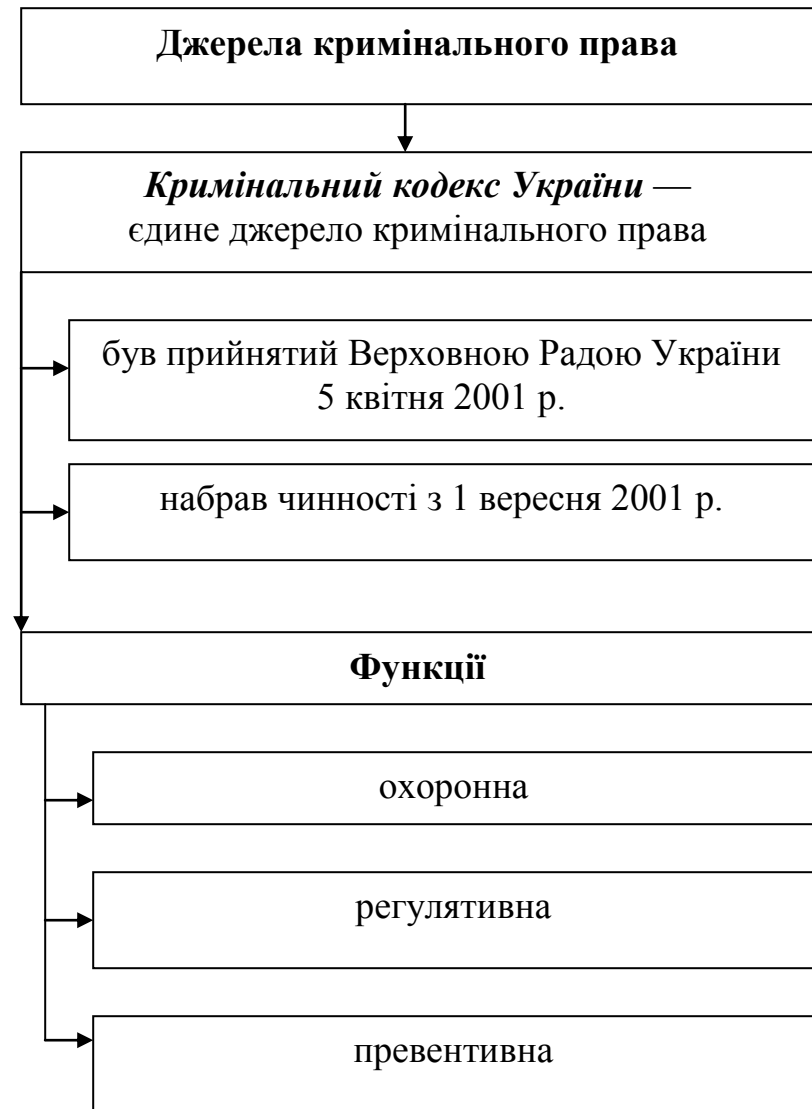 Джерела кримінального права
Кримінальний кодекс України —
єдине джерело кримінального права
був прийнятий Верховною Радою України
5 квітня 2001 р.
набрав чинності з 1 вересня 2001 р.
Функції
охоронна
регулятивна
превентивна